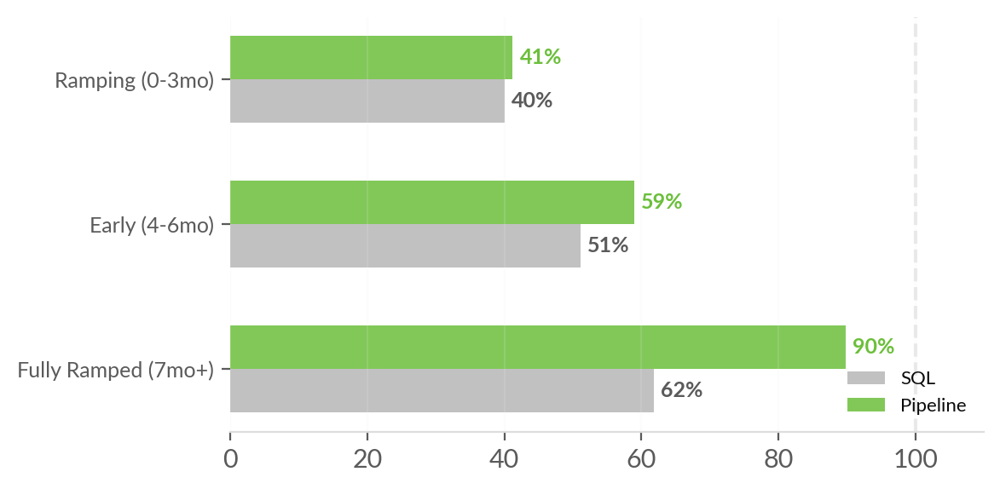 41%
Ramping (0-3mo)
40%
59%
Early (4-6mo)
51%
90%
Fully Ramped (7mo+)
62%
SQL
Pipeline
0 20 40 60 80 100